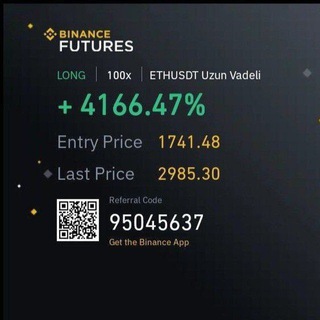 BINANCE
FUTURES
LONG | 100x | ETHUSDT Uzun Vadeli
+ 4166.47%
Entry Price 1741.48
Last Price 2985.30
Referral Code
95045637
Get the Binance App